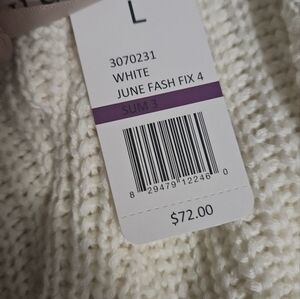 L
3070231
WHITE
JUNE FASH FIX 4
SUM 3
8 29479 12246 0
$72.00